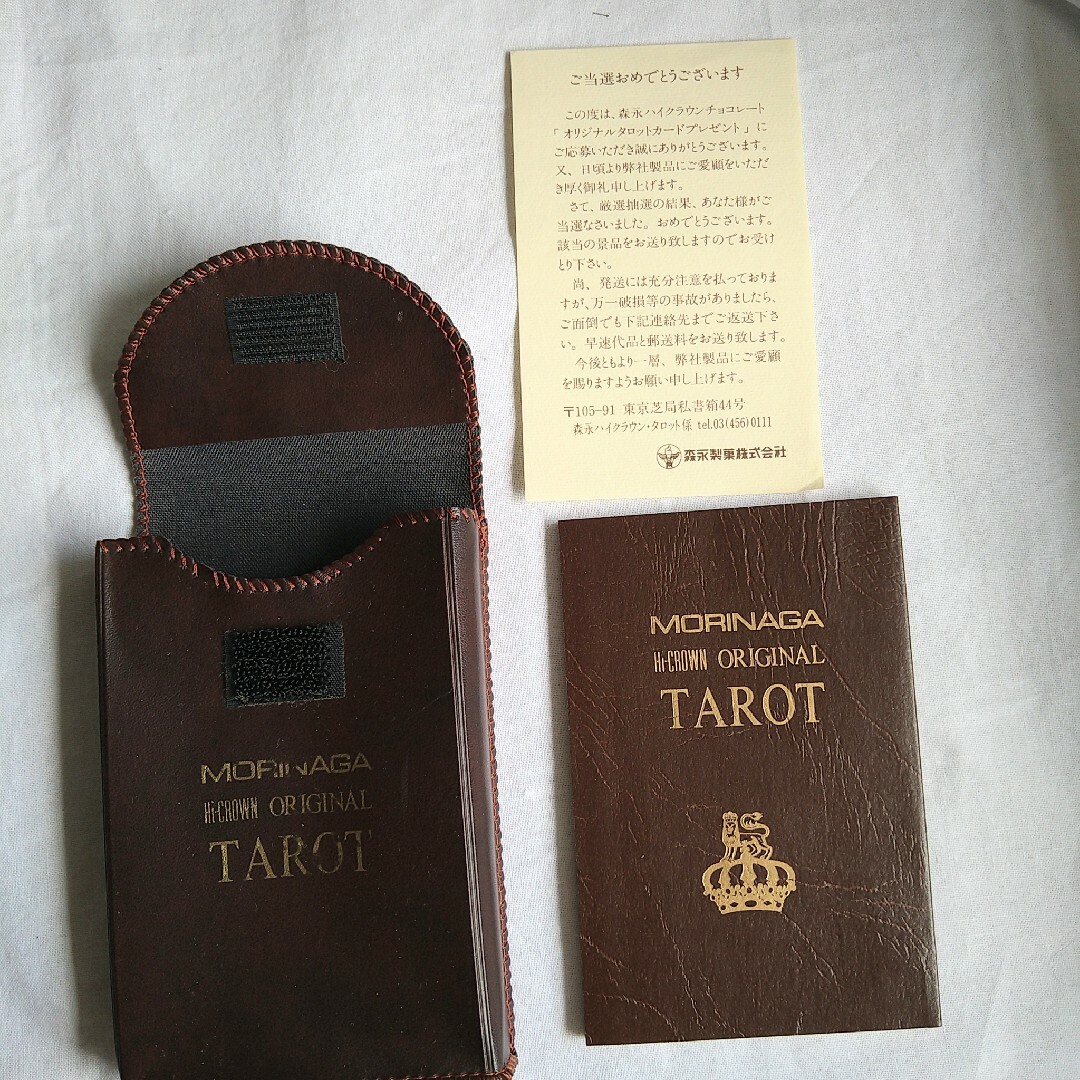 ご当選おめでとうございます
この度は、森永ハイクラウンチョコレート
「オリジナルタロットカードプレゼント」に
ご応募いただき誠にありがとうございます。
又、日頃より弊社製品にご愛顧をいただ
き厚く御礼申し上げます。
さて、厳選抽選の結果、あなた様がご
当選なさいました。おめでとうございます。
該当の景品をお送り致しますのでお受け
とり下さい。
尚、発送には充分注意を払っておりま
すが、万一破損等の事故がありましたら、
ご面倒でも下記連絡先までご返送下さ
い。早速代品と郵送料をお送り致します。
今後ともより一層、弊社製品にご愛顧
を賜りますようお願い申し上げます。
〒105-91 東京芝局私書箱44号
森永ハイクラウン・タロット係 tel.03(456)0111
森永製菓株式会社
MORINAGA
Hi-CROWN ORIGINAL
TAROT
MORINAGA
Hi-CROWN ORIGINAL
TAROT